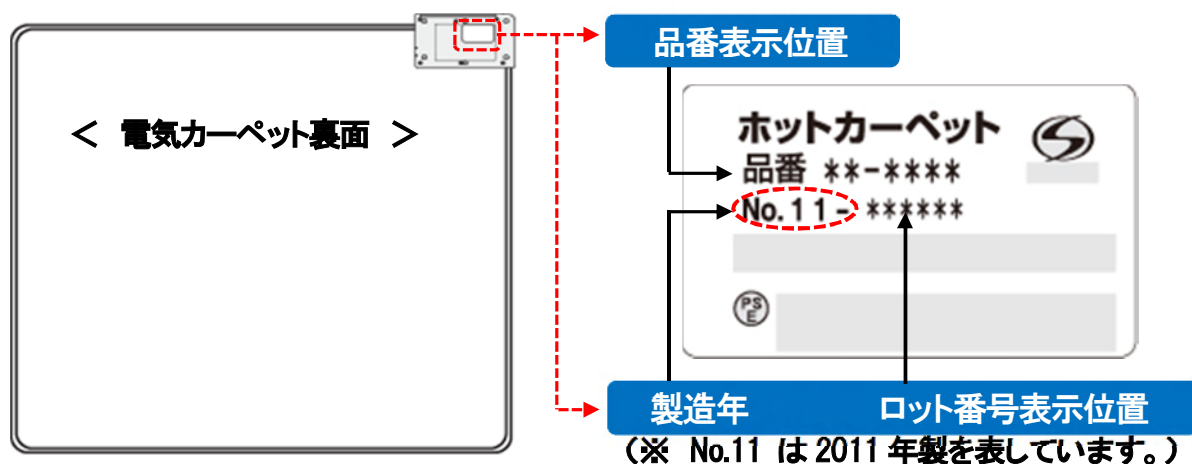 品番表示位置
＜ 電気カーペット裏面 ＞
ホットカーペット
品番 **-****
No.11- ******
PS
E
製造年
ロット番号表示位置
（※ No.11 は 2011 年製を表しています。）